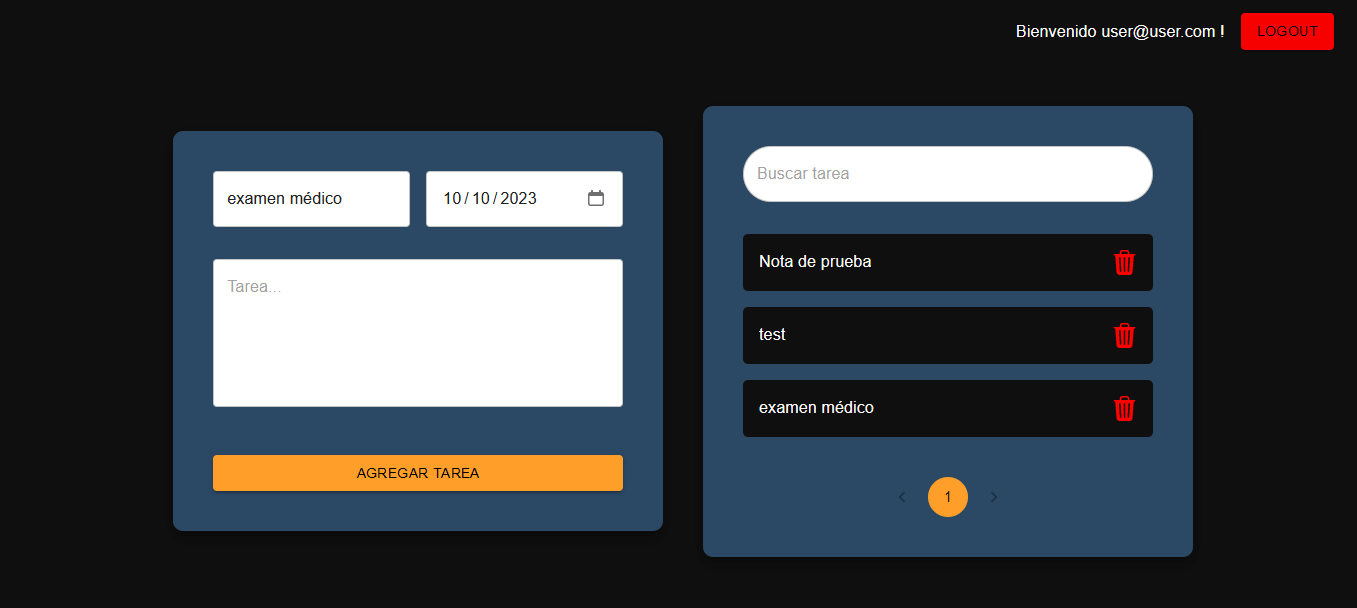 Bienvenido user@user.com !
LOGOUT
examen médico
10/10/2023
Tarea...
AGREGAR TAREA
Buscar tarea
Nota de prueba
test
examen médico
1